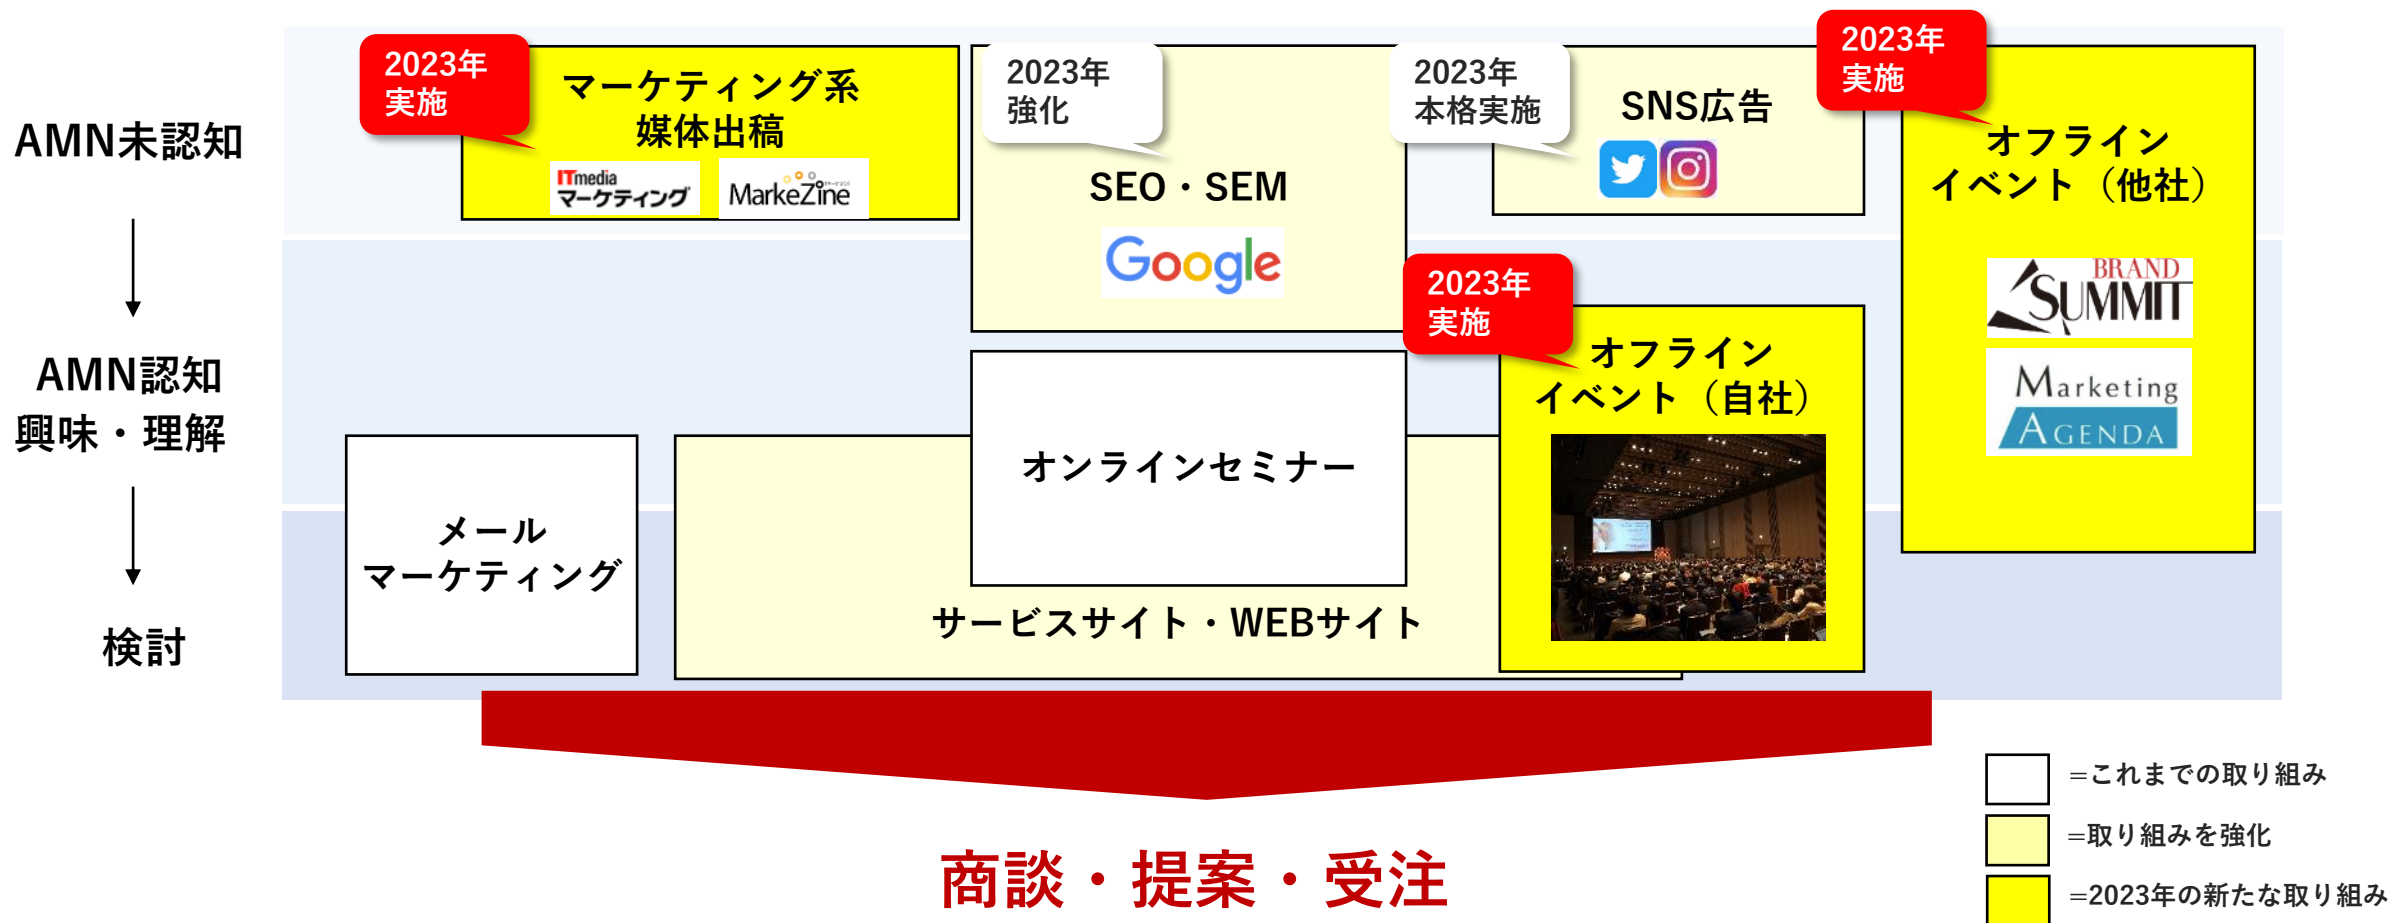 2023年
実施
マーケティング系
媒体出稿
ITmedia
マーケティング
MarkeZine
2023年
強化
SEO・SEM
Google
2023年
本格実施
SNS広告
2023年
実施
オフライン
イベント（他社）
BRAND
SUMMIT
Marketing
AGENDA
AMN未認知
AMN認知
興味・理解
検討
2023年
実施
オフライン
イベント（自社）
オンラインセミナー
メール
マーケティング
サービスサイト・WEBサイト
商談・提案・受注
=これまでの取り組み
=取り組みを強化
=2023年の新たな取り組み